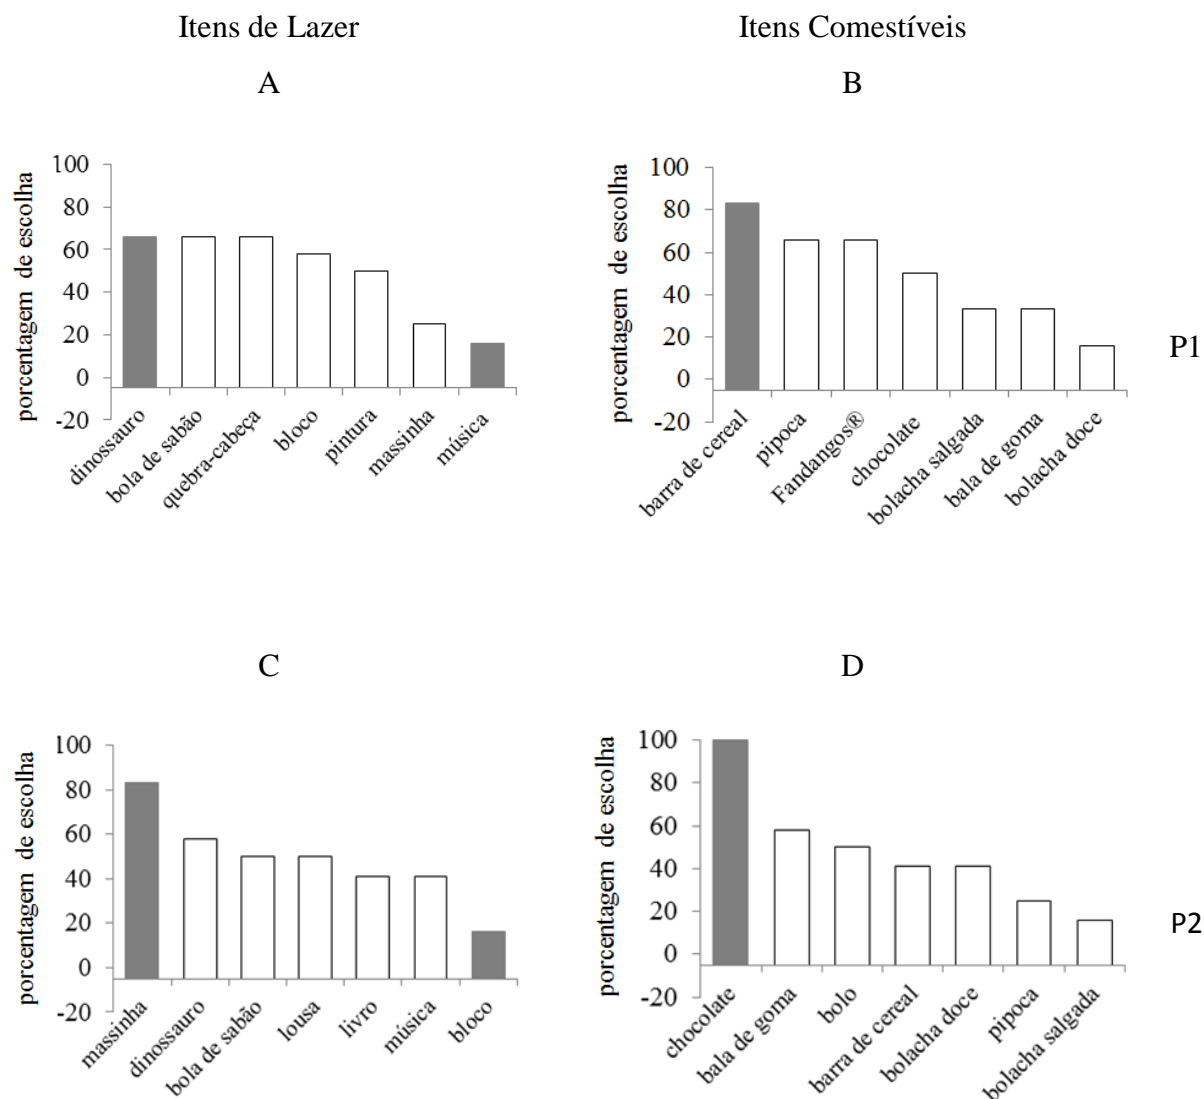 Itens de Lazer
Itens Comestíveis
A
B
porcentagem de escolha
100
80
60
40
20
0
-20
dinossauro
bola de sabão
quebra-cabeça
bloco
pintura
massinha
música
porcentagem de escolha
100
80
60
40
20
0
-20
barra de cereal
pipoca
Fandangos®
chocolate
bolacha salgada
bala de goma
bolacha doce
P1
C
D
porcentagem de escolha
100
80
60
40
20
0
-20
massinha
dinossauro
bola de sabão
lousa
livro
música
bloco
porcentagem de escolha
100
80
60
40
20
0
-20
chocolate
bala de goma
bolo
barra de cereal
bolacha doce
pipoca
bolacha salgada
P2